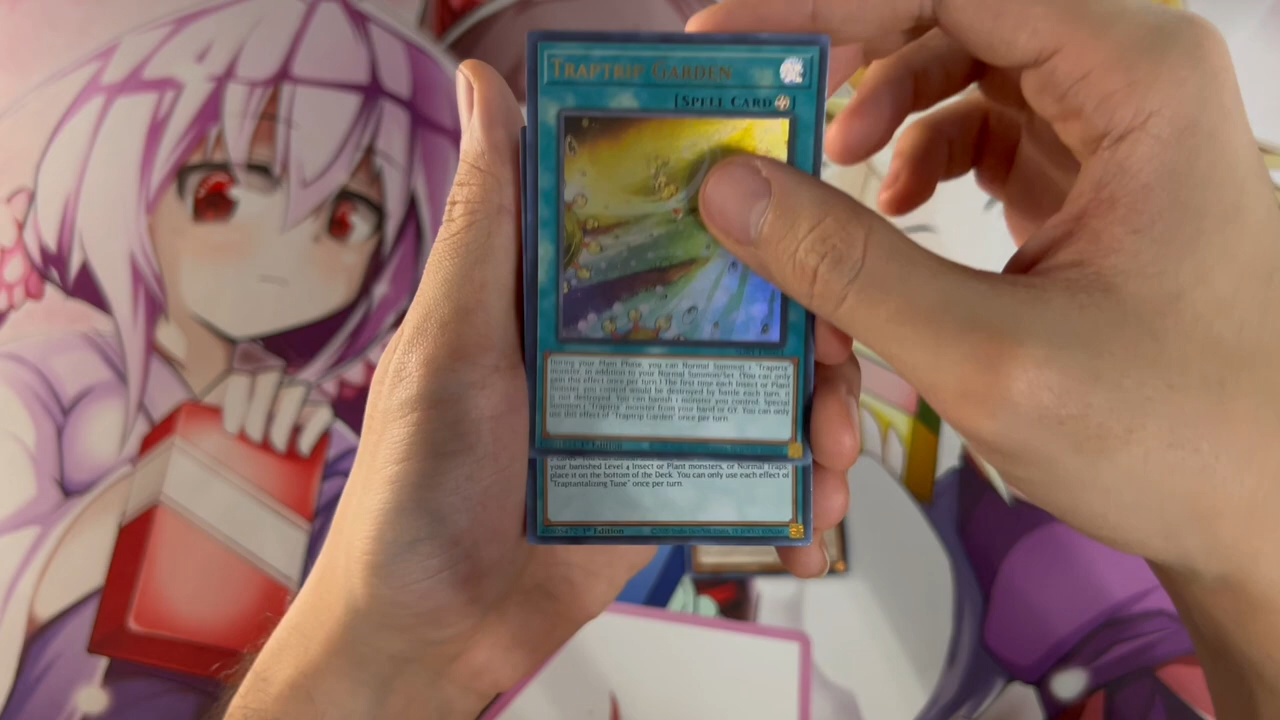 Traptrip Garden
[Spell Card
During your Main Phase, you can Normal Summon 1 "Traptrix"
monster, in addition to your Normal Summon/Set. (You can only
gain this effect once per turn.) The first time each Insect or Plant
monster you control would be destroyed by battle each turn, it
is not destroyed. You can banish 1 monster you control; Special
Summon 1 "Traptrix" monster from your hand or GY. You can only
use this effect of "Traptrip Garden" once per turn.
1st Edition
your banished Level 4 Insect or Plant monsters, or Normal Traps;
place it on the bottom of the Deck. You can only use each effect of
"Traptantalizing Tune" once per turn.
1st Edition